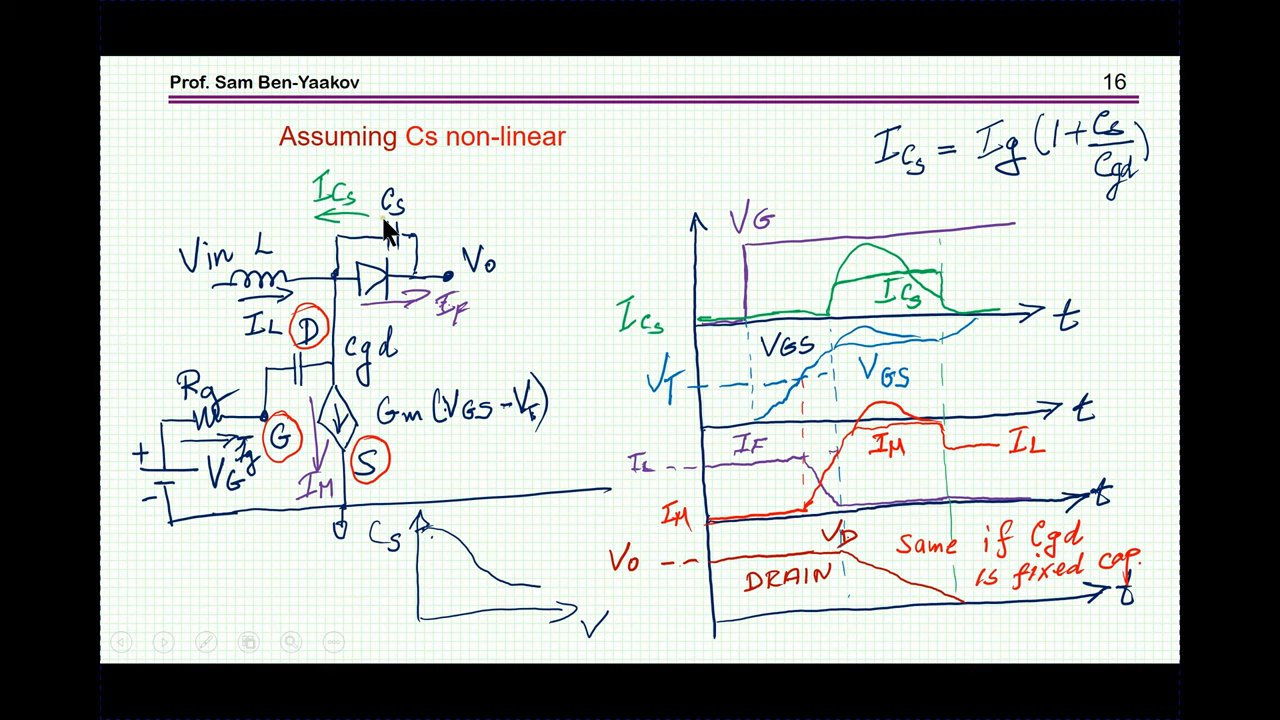 Prof. Sam Ben-Yaakov
16
Assuming Cs non-linear
ICs = Ig (1 + Cs/Cgd)
ICs
Cs
Vin
L
Vo
IL
IF
D
Cgd
Rg
Gm (VGS - VT)
G
S
+
VG
Ig
-
IM
Cs
V
VG
ICs
ICs
t
VGS
VT
VGS
t
IF
IM
IL
IL
IM
t
Vo
VD
DRAIN
Same if Cgd
is fixed cap.
t